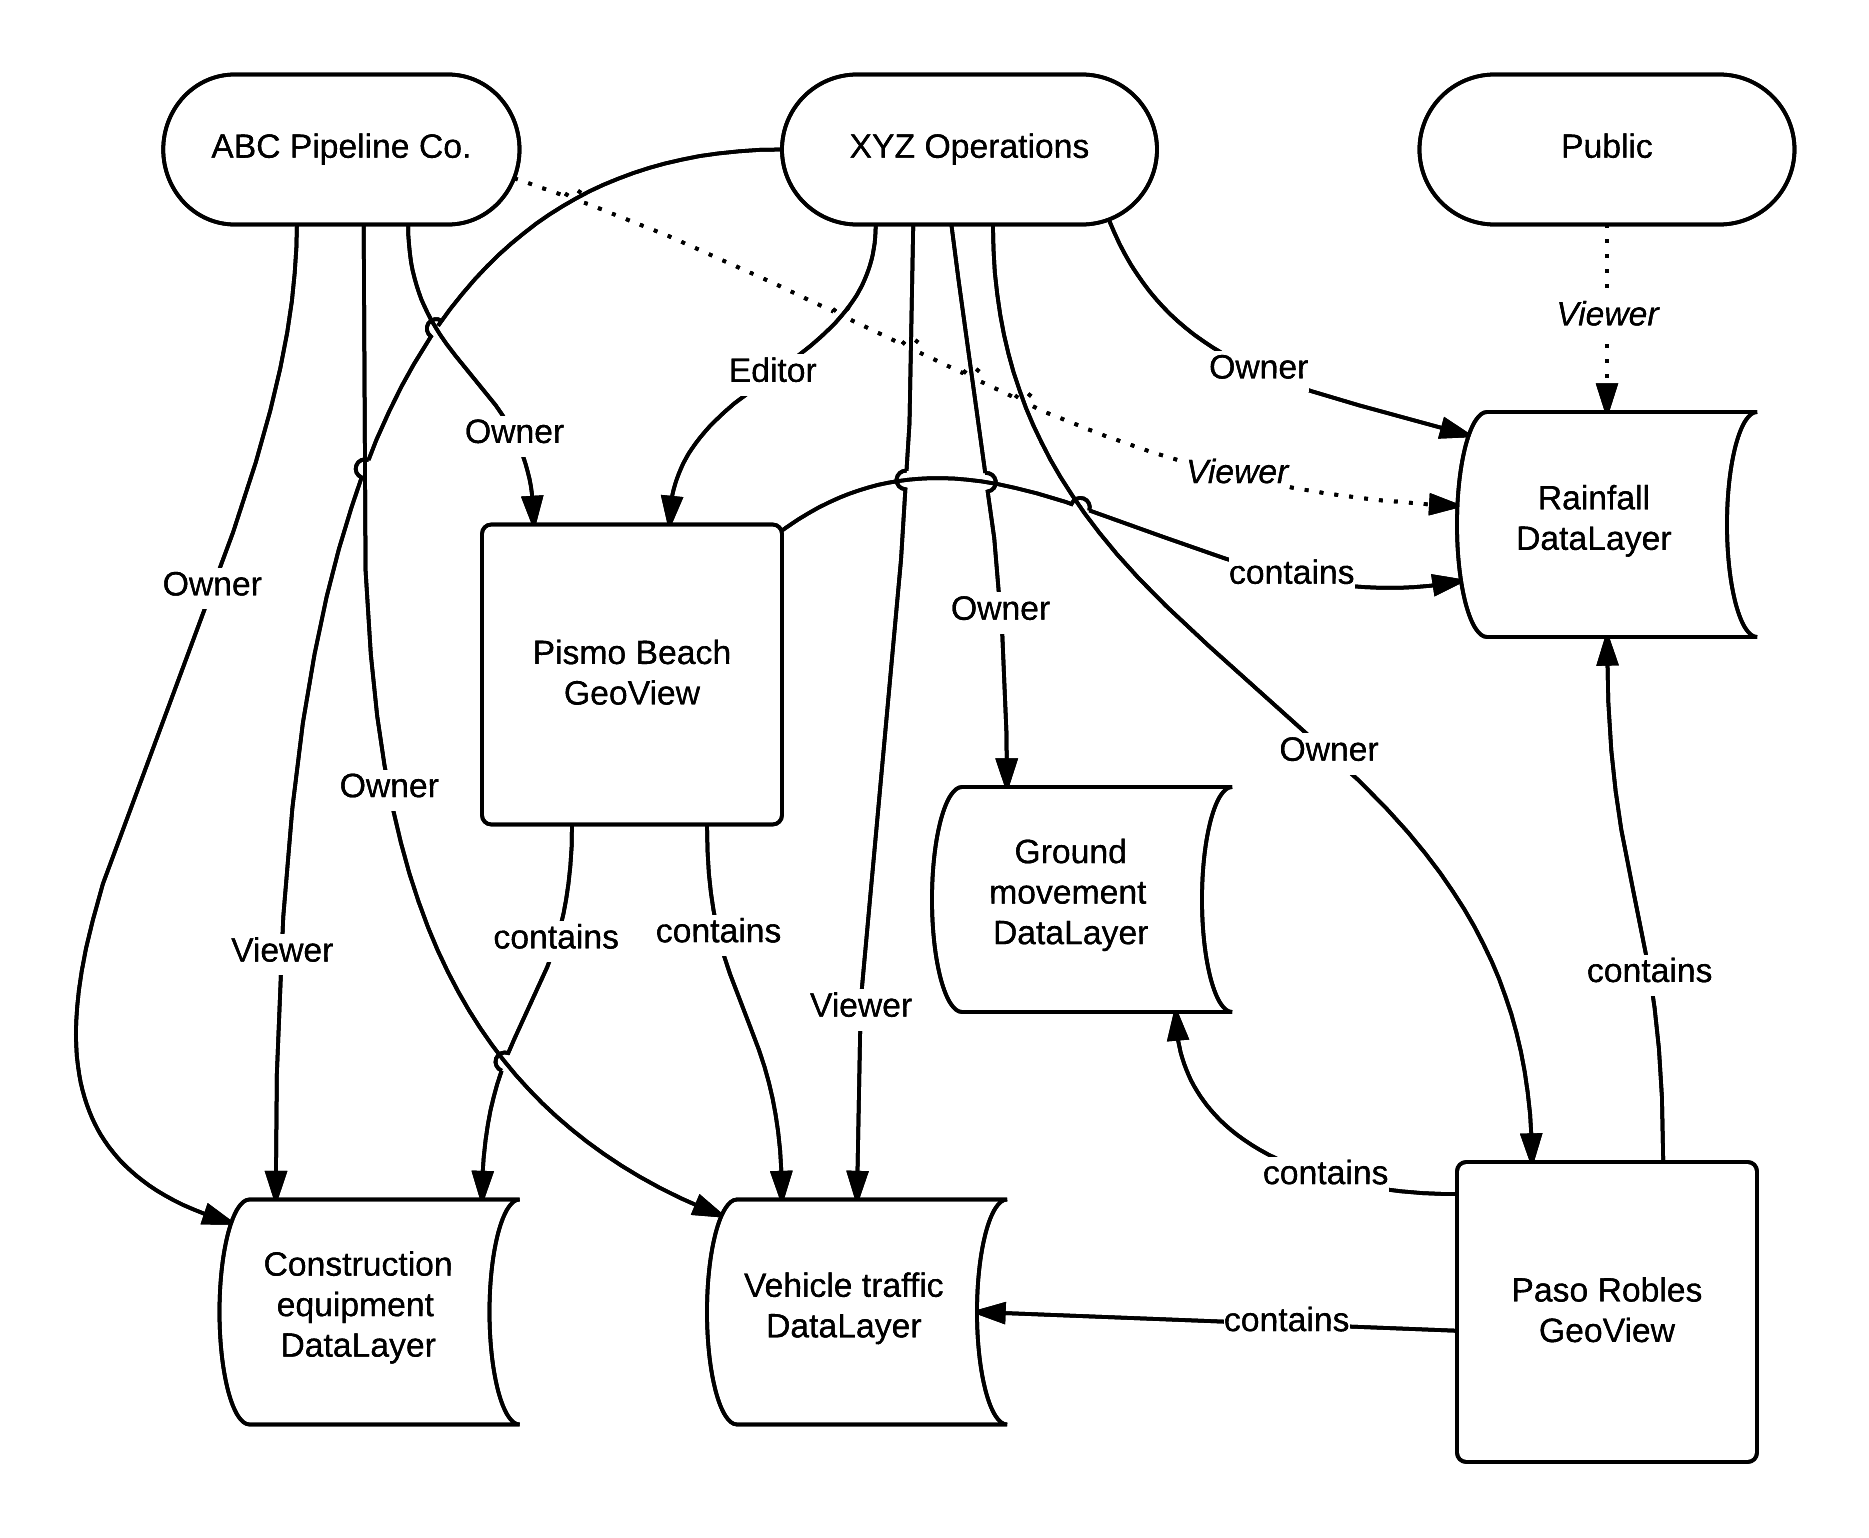 ABC Pipeline Co.
XYZ Operations
Public
Viewer
Owner
Editor
Owner
Viewer
Rainfall
DataLayer
contains
Owner
Owner
Pismo Beach
GeoView
Owner
Owner
Ground
movement
DataLayer
contains
contains
Viewer
contains
Viewer
contains
Construction
equipment
DataLayer
Vehicle traffic
DataLayer
contains
Paso Robles
GeoView